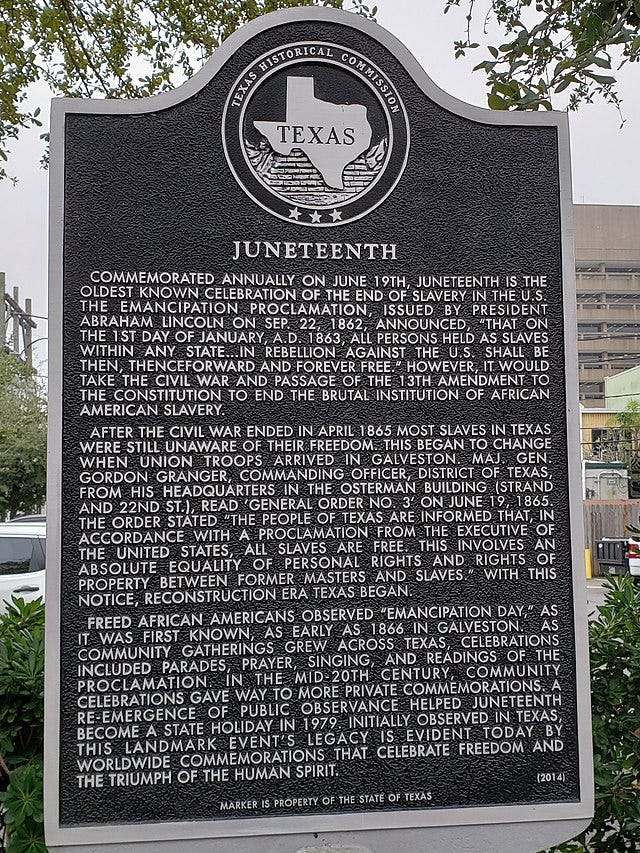 TEXAS HISTORICAL COMMISSION
TEXAS
JUNETEENTH
COMMEMORATED ANNUALLY ON JUNE 19TH, JUNETEENTH IS THE
OLDEST KNOWN CELEBRATION OF THE END OF SLAVERY IN THE U.S.
THE EMANCIPATION PROCLAMATION, ISSUED BY PRESIDENT
ABRAHAM LINCOLN ON SEP. 22, 1862, ANNOUNCED, "THAT ON
THE 1ST DAY OF JANUARY, A.D. 1863, ALL PERSONS HELD AS SLAVES
WITHIN ANY STATE...IN REBELLION AGAINST THE U.S. SHALL BE
THEN, THENCEFORWARD AND FOREVER FREE." HOWEVER, IT WOULD
TAKE THE CIVIL WAR AND PASSAGE OF THE 13TH AMENDMENT TO
THE CONSTITUTION TO END THE BRUTAL INSTITUTION OF AFRICAN
AMERICAN SLAVERY.
AFTER THE CIVIL WAR ENDED IN APRIL 1865 MOST SLAVES IN TEXAS
WERE STILL UNAWARE OF THEIR FREEDOM. THIS BEGAN TO CHANGE
WHEN UNION TROOPS ARRIVED IN GALVESTON. MAJ. GEN.
GORDON GRANGER, COMMANDING OFFICER, DISTRICT OF TEXAS,
FROM HIS HEADQUARTERS IN THE OSTERMAN BUILDING (STRAND
AND 22ND ST.), READ 'GENERAL ORDER NO. 3' ON JUNE 19, 1865.
THE ORDER STATED "THE PEOPLE OF TEXAS ARE INFORMED THAT, IN
ACCORDANCE WITH A PROCLAMATION FROM THE EXECUTIVE OF
THE UNITED STATES, ALL SLAVES ARE FREE. THIS INVOLVES AN
ABSOLUTE EQUALITY OF PERSONAL RIGHTS AND RIGHTS OF
PROPERTY BETWEEN FORMER MASTERS AND SLAVES." WITH THIS
NOTICE, RECONSTRUCTION ERA TEXAS BEGAN.
FREED AFRICAN AMERICANS OBSERVED "EMANCIPATION DAY," AS
IT WAS FIRST KNOWN, AS EARLY AS 1866 IN GALVESTON. AS
COMMUNITY GATHERINGS GREW ACROSS TEXAS, CELEBRATIONS
INCLUDED PARADES, PRAYER, SINGING, AND READINGS OF THE
PROCLAMATION. IN THE MID-20TH CENTURY, COMMUNITY
CELEBRATIONS GAVE WAY TO MORE PRIVATE COMMEMORATIONS. A
RE-EMERGENCE OF PUBLIC OBSERVANCE HELPED JUNETEENTH
BECOME A STATE HOLIDAY IN 1979. INITIALLY OBSERVED IN TEXAS,
THIS LANDMARK EVENT'S LEGACY IS EVIDENT TODAY BY
WORLDWIDE COMMEMORATIONS THAT CELEBRATE FREEDOM AND
THE TRIUMPH OF THE HUMAN SPIRIT.
(2014)
MARKER IS PROPERTY OF THE STATE OF TEXAS